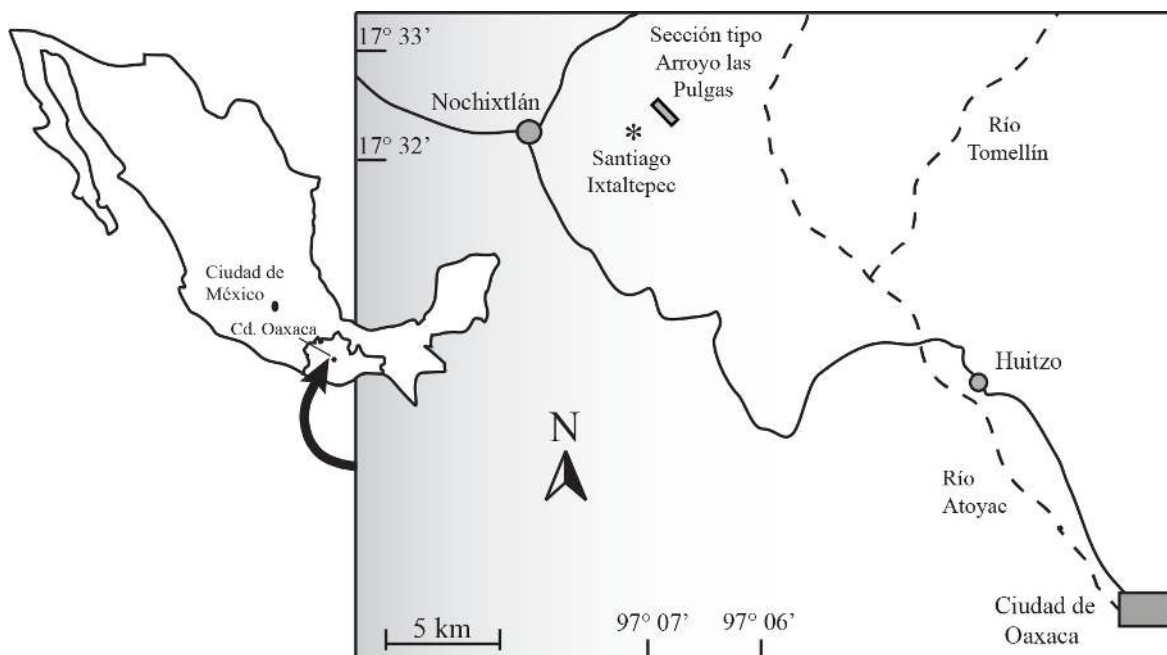 17° 33’
Nochixtlán
17° 32’
Sección tipo
Arroyo las
Pulgas
*
Santiago
Ixtaltepec
Río
Tomellín
Ciudad de
México
Cd. Oaxaca
Huitzo
N
Río
Atoyac
5 km
97° 07’
97° 06’
Ciudad de
Oaxaca